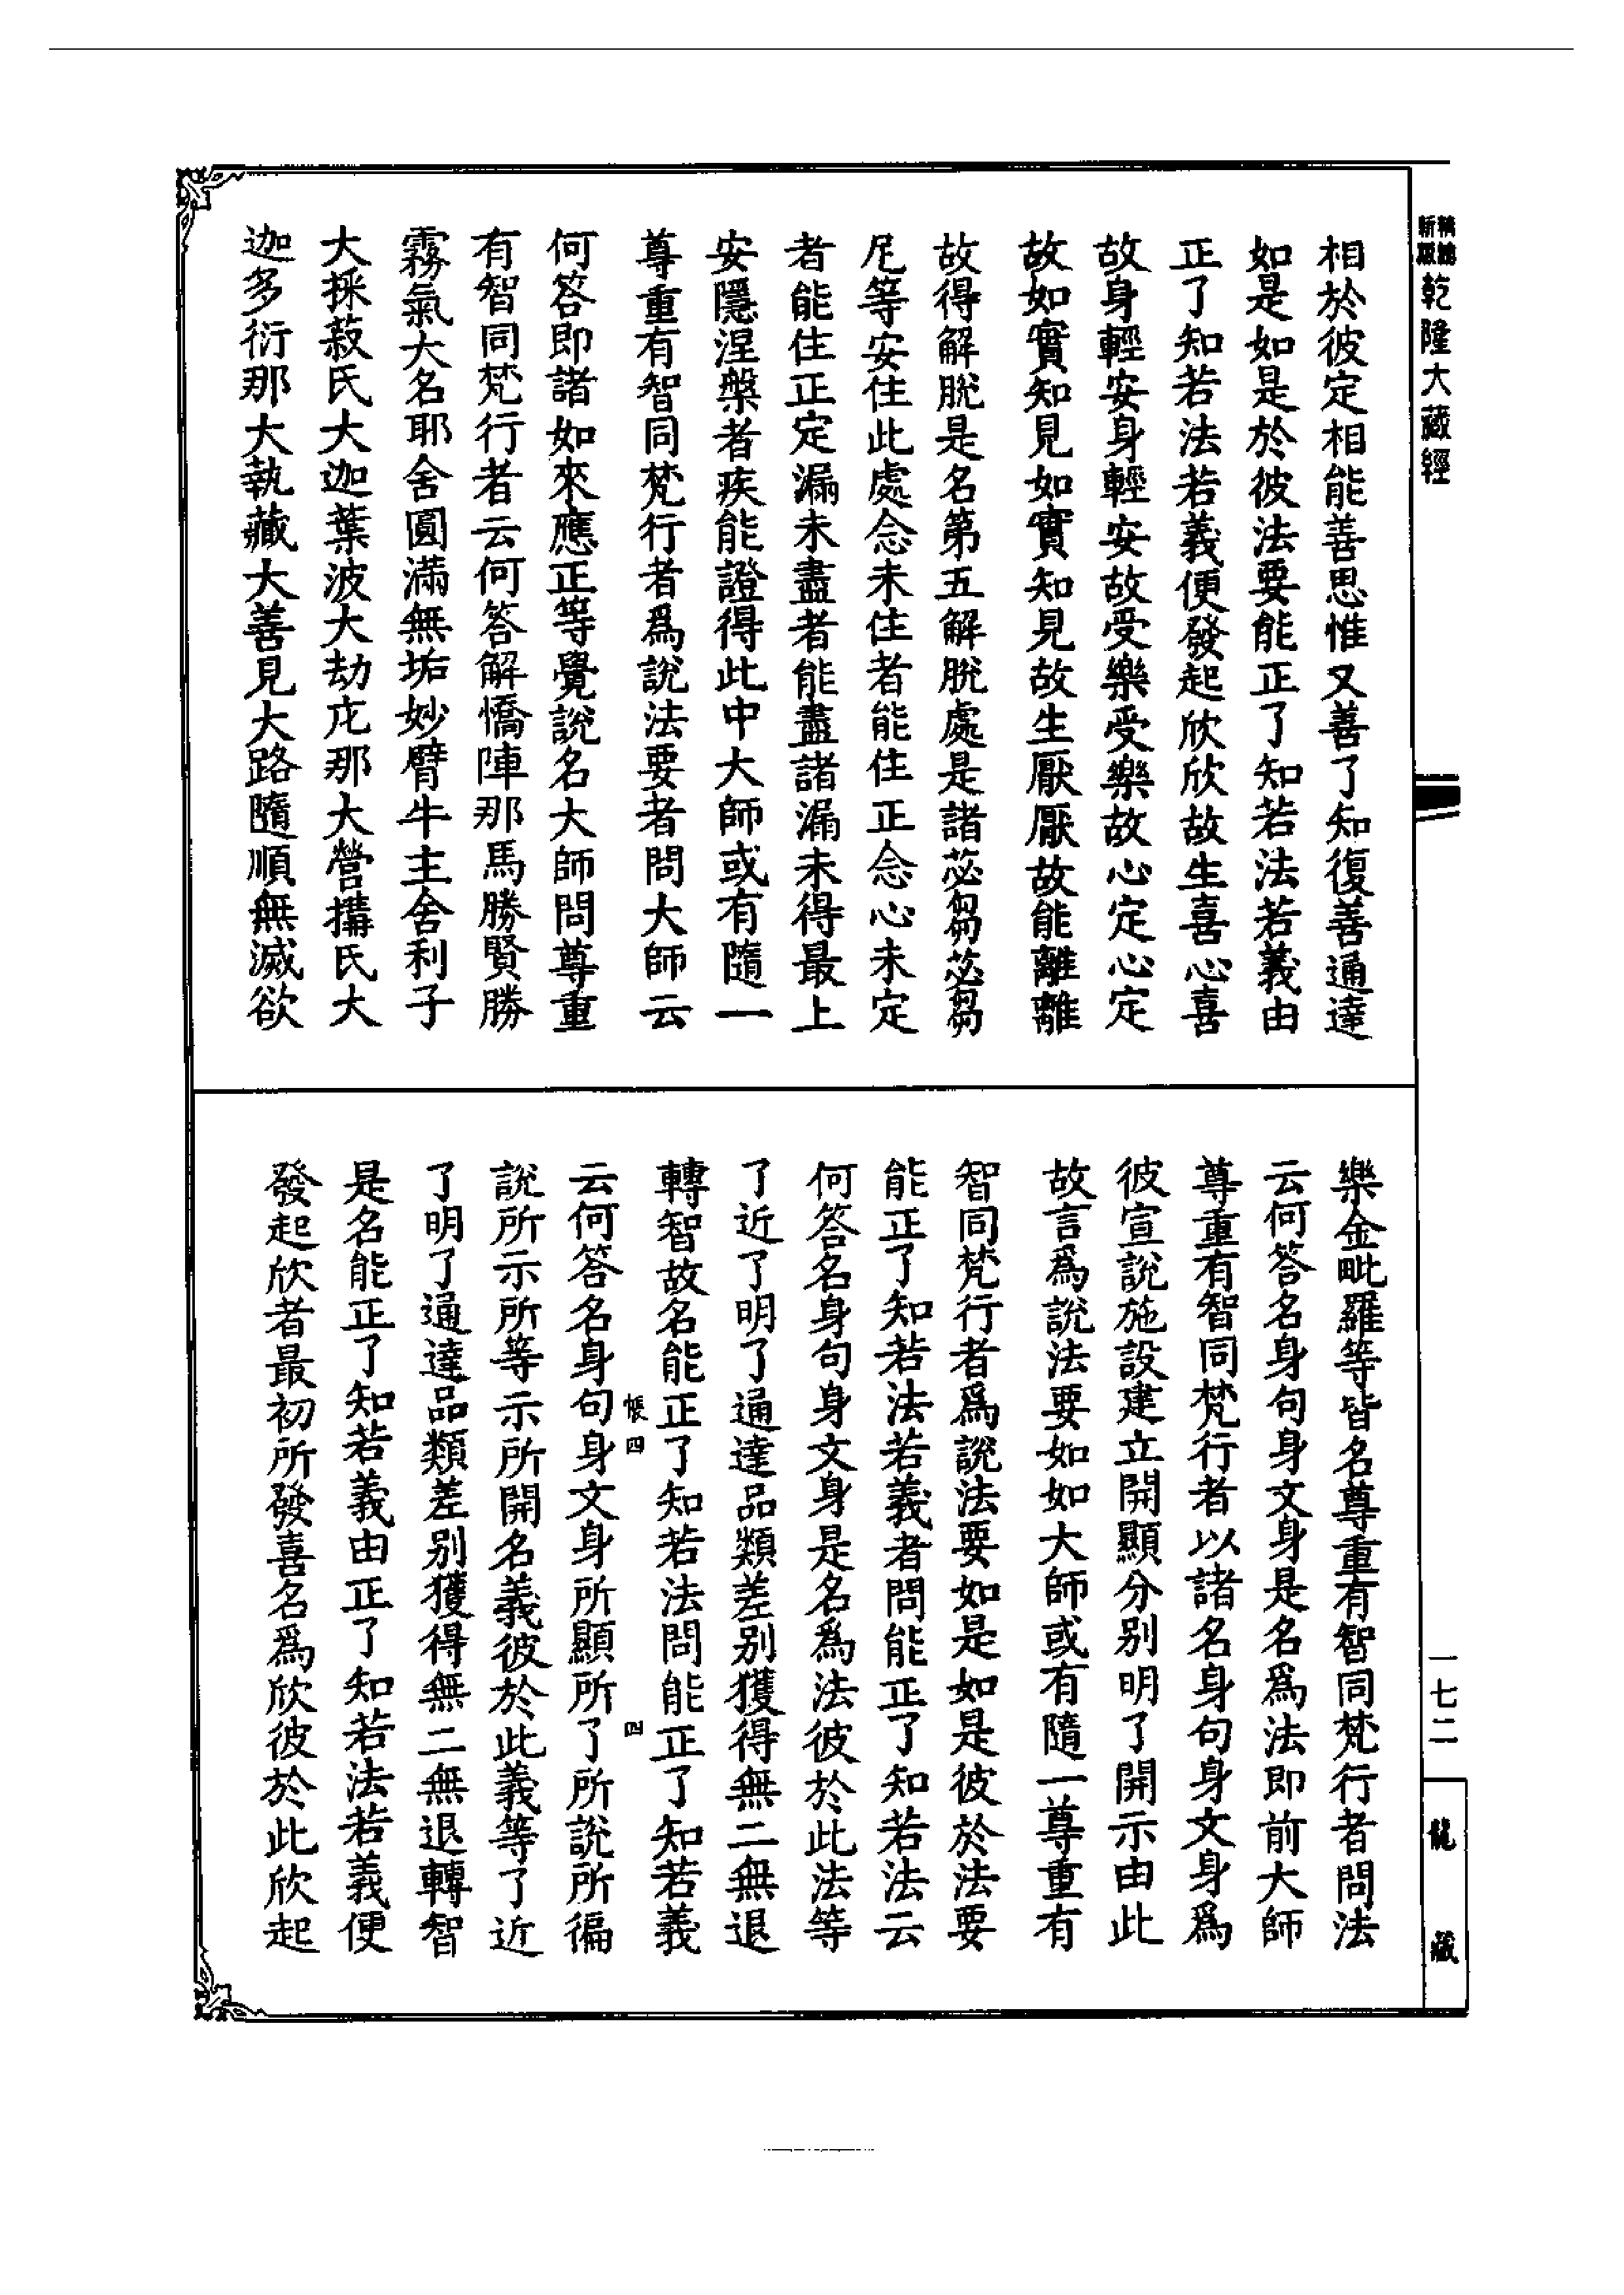 新編
縮版
乾隆大藏經
相於彼定相能善思惟又善了知復善通達
如是如是於彼法要能正了知若法若義由
正了知若法若義便發起欣欣故生喜心喜
故身輕安身輕安故受樂受樂故心定心定
故如實知見如實知見故生厭厭故能離離
故得解脫是名第五解脫處是諸苾芻苾芻
尼等安住此處念未住者能住正念心未定
者能住正定漏未盡者能盡諸漏未得最上
安隱涅槃者疾能證得此中大師或有隨一
尊重有智同梵行者爲說法要者問大師云
何答即諸如來應正等覺說名大師問尊重
有智同梵行者云何答解憍陣那馬勝賢勝
霧氣大名耶舍圓滿無垢妙臂牛主舍利子
大採菽氏大迦葉波大劫庀那大營搆氏大
迦多衍那大執藏大善見大路隨順無滅欲
樂金毗羅等皆名尊重有智同梵行者問法
云何答名身句身文身是名爲法即前大師
尊重有智同梵行者以諸名身句身文身爲
彼宣說施設建立開顯分别明了開示由此
故言爲說法要如如大師或有隨一尊重有
智同梵行者爲說法要如是如是彼於法要
能正了知若法若義者問能正了知若法云
何答名身句身文身是名爲法彼於此法等
了近了明了通達品類差别獲得無二無退
轉智故名能正了知若法問能正了知若義
悵四 四
云何答名身句身文身所顯所了所說所徧
說所示所等示所開名義彼於此義等了近
了明了通達品類差别獲得無二無退轉智
是名能正了知若義由正了知若法若義便
發起欣者最初所發喜名爲欣彼於此欣起
一七二
龍藏